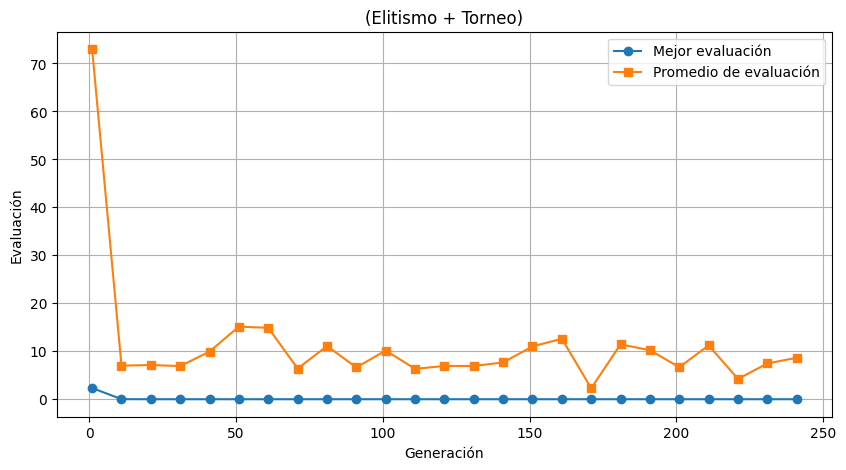 (Elitismo + Torneo)
Mejor evaluación
Promedio de evaluación
70
60
50
40
30
20
10
0
Evaluación
0
50
100
150
200
250
Generación